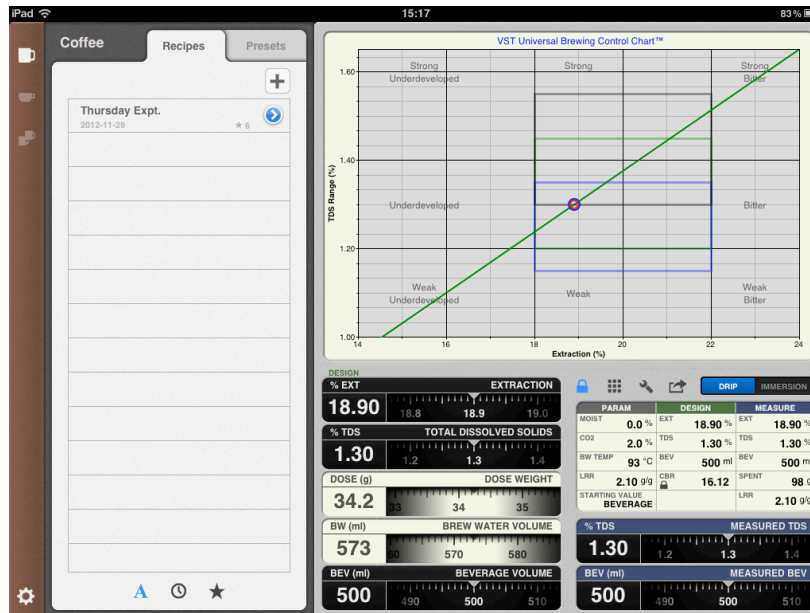 iPad 15:17 83%
Coffee Recipes Presets
Thursday Expt.
2012-11-29 ★ 6
A
VST Universal Brewing Control Chart™
TDS Range (%)
1.60
1.40
1.20
1.00
Strong
Underdeveloped
Strong
Strong
Bitter
Underdeveloped
Bitter
Weak
Underdeveloped
Weak
Weak
Bitter
14 16 18 20 22 24
Extraction (%)
DESIGN
% EXT EXTRACTION
18.90 18.8 18.9 19.0
% TDS TOTAL DISSOLVED SOLIDS
1.30 1.2 1.3 1.4
DOSE (g) DOSE WEIGHT
34.2 33 34 35
BW (ml) BREW WATER VOLUME
573 60 570 580
BEV (ml) BEVERAGE VOLUME
500 490 500 510
DRIP IMMERSION
PARAM DESIGN MEASURE
MOIST 0.0 % EXT 18.90 % EXT 18.90 %
CO2 2.0 % TDS 1.30 % TDS 1.30 %
BW TEMP 93 °C BEV 500 ml BEV 500 m
LRR 2.10 g/g CBR 16.12 SPENT 98 g
STARTING VALUE
BEVERAGE
LRR 2.10 g/g
% TDS MEASURED TDS
1.30 1.2 1.3 1.4
BEV (ml) MEASURED BEV
500 490 500 510